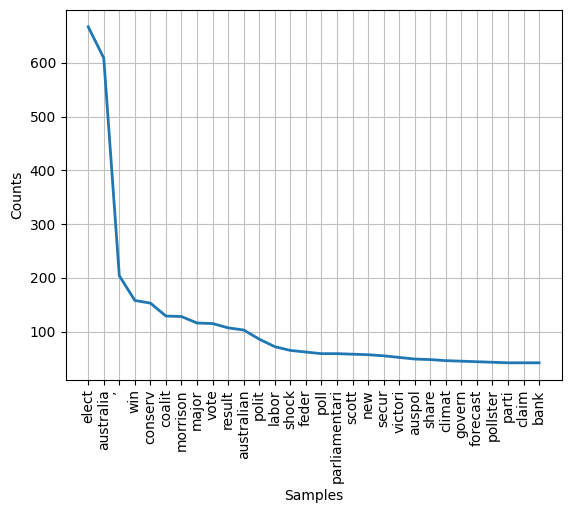 600
500
400
300
200
100
Counts
elect
australia
'
win
conserv
coalit
morrison
major
vote
result
australian
polit
labor
shock
feder
poll
parliamentari
scott
new
secur
victori
auspol
share
climat
govern
forecast
pollster
parti
claim
bank
Samples